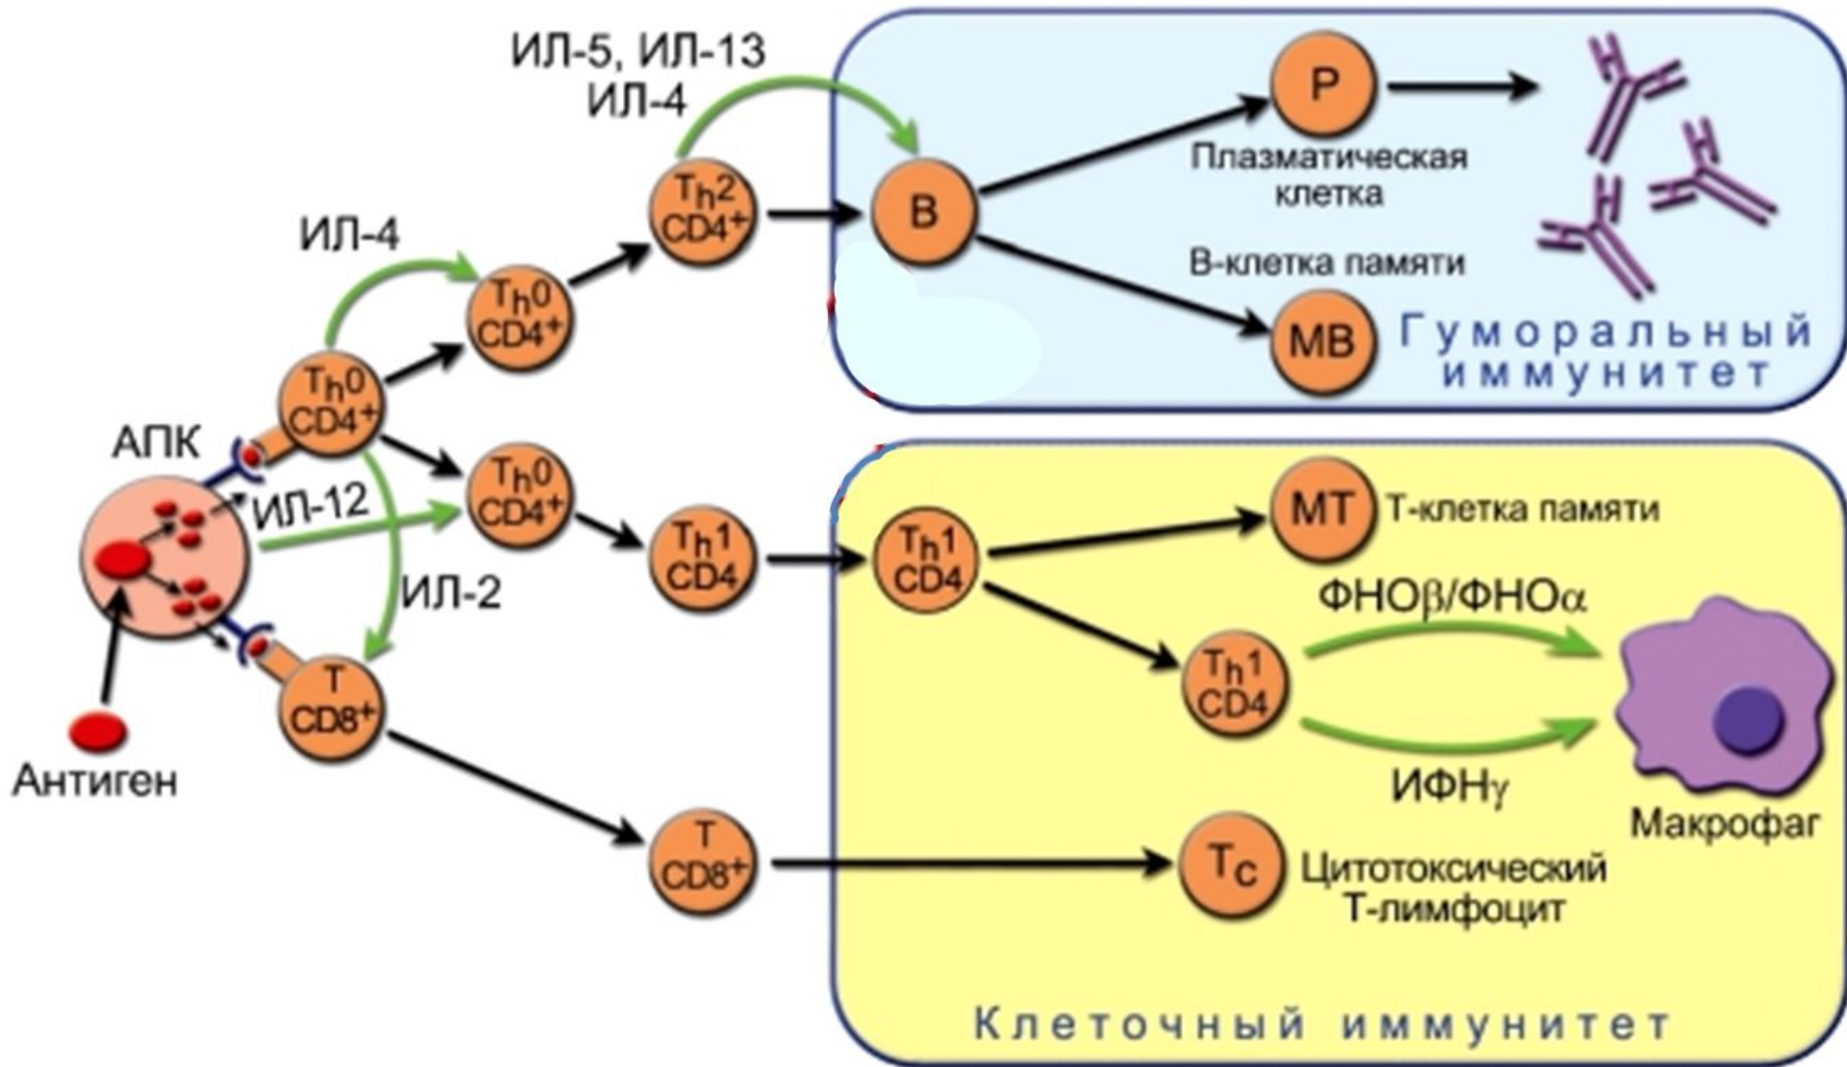 ИЛ-5, ИЛ-13
ИЛ-4
Th2
CD4+
B
P
Плазматическая
клетка
В-клетка памяти
MB
Гуморальный
иммунитет
ИЛ-4
Th0
CD4+
Th0
CD4+
АПК
ИЛ-12
Th0
CD4+
Th1
CD4
Th1
CD4
MT
Т-клетка памяти
ФНОβ/ФНОα
Th1
CD4
ИФНγ
Макрофаг
ИЛ-2
T
CD8+
Антиген
T
CD8+
Tc
Цитотоксический
Т-лимфоцит
Клеточный иммунитет